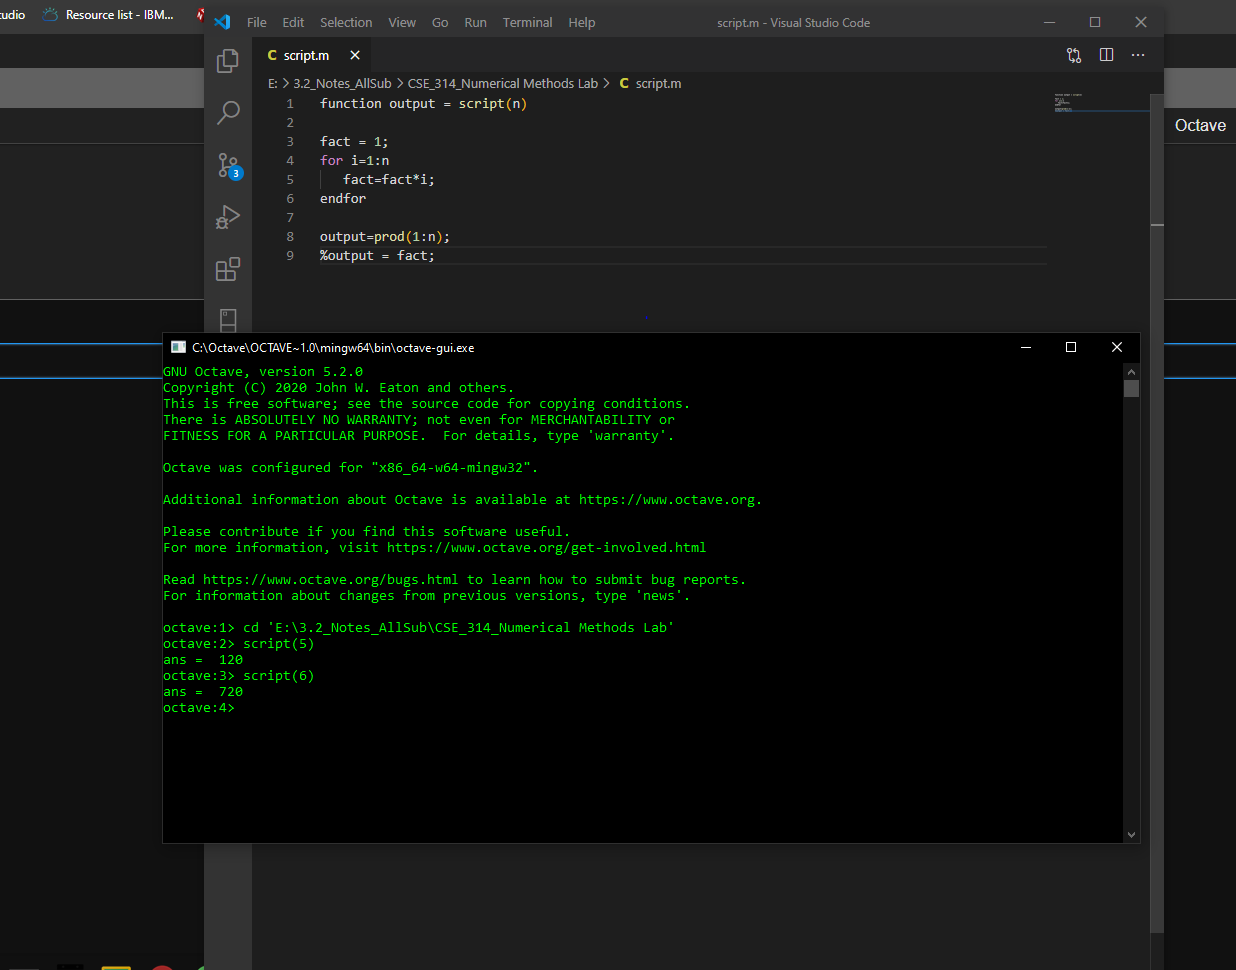 tudio
Resource list - IBM...
File Edit Selection View Go Run Terminal Help
script.m - Visual Studio Code
C script.m
E: > 3.2_Notes_AllSub > CSE_314_Numerical Methods Lab > C script.m
Octave
3
1 function output = script(n)
2
3 fact = 1;
4 for i=1:n
5 fact=fact*i;
6 endfor
7
8 output=prod(1:n);
9 %output = fact;
C:\Octave\OCTAVE~1.0\mingw64\bin\octave-gui.exe
GNU Octave, version 5.2.0
Copyright (C) 2020 John W. Eaton and others.
This is free software; see the source code for copying conditions.
There is ABSOLUTELY NO WARRANTY; not even for MERCHANTABILITY or
FITNESS FOR A PARTICULAR PURPOSE.  For details, type 'warranty'.
Octave was configured for "x86_64-w64-mingw32".
Additional information about Octave is available at https://www.octave.org.
Please contribute if you find this software useful.
For more information, visit https://www.octave.org/get-involved.html
Read https://www.octave.org/bugs.html to learn how to submit bug reports.
For information about changes from previous versions, type 'news'.
octave:1> cd 'E:\3.2_Notes_AllSub\CSE_314_Numerical Methods Lab'
octave:2> script(5)
ans =  120
octave:3> script(6)
ans =  720
octave:4>